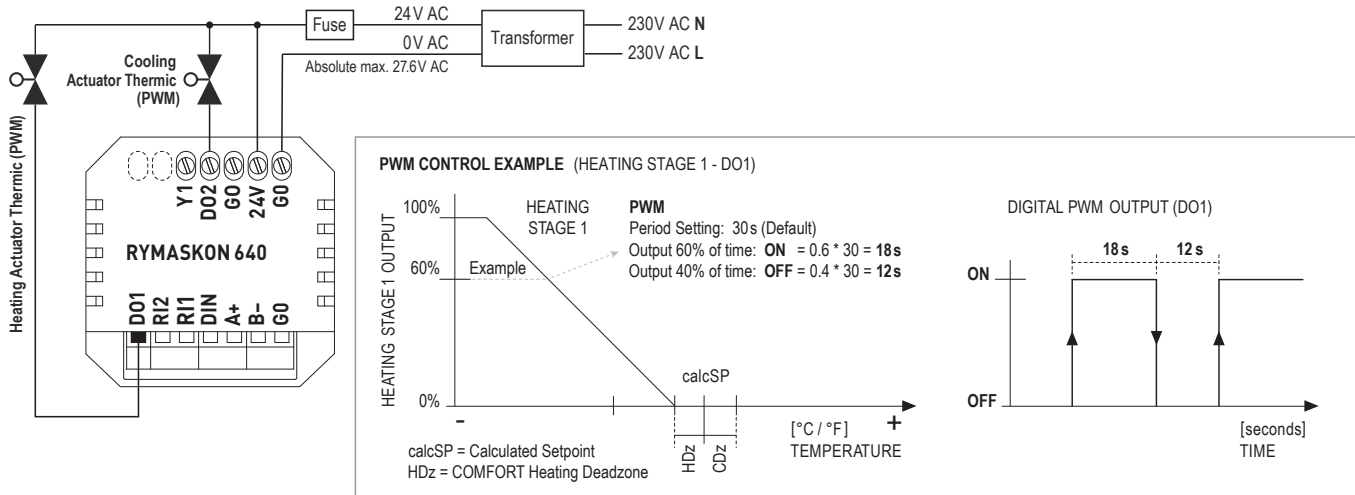 Fuse
24V AC
0V AC
Absolute max. 27.6V AC
Transformer
230V AC N
230V AC L
Cooling
Actuator Thermic
(PWM)
Heating Actuator Thermic (PWM)
Y1
DO2
GO
24V
G0
RYMASKON 640
DO1
RI2
RI1
DIN
A+
B–
G0
PWM CONTROL EXAMPLE (HEATING STAGE 1 - DO1)
HEATING STAGE 1 OUTPUT
100%
60%
0%
HEATING
STAGE 1
Example
PWM
Period Setting: 30s (Default)
Output 60% of time: ON = 0.6 * 30 = 18s
Output 40% of time: OFF = 0.4 * 30 = 12s
calcSP
-
+
HDz
CDz
[°C / °F]
TEMPERATURE
calcSP = Calculated Setpoint
HDz = COMFORT Heating Deadzone
DIGITAL PWM OUTPUT (DO1)
18s
12s
ON
OFF
[seconds]
TIME